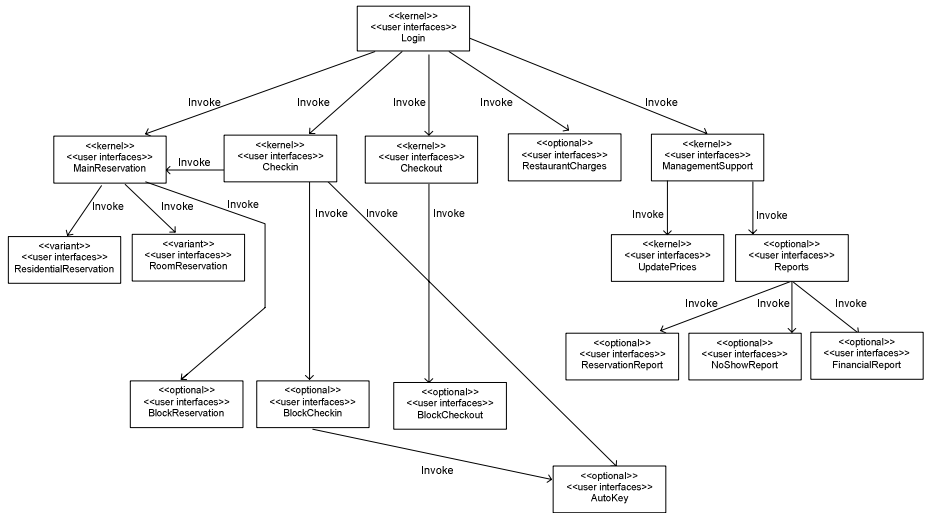 <<kernel>>
<<user interfaces>>
Login
Invoke
Invoke
Invoke
Invoke
Invoke
<<kernel>>
<<user interfaces>>
MainReservation
Invoke
<<kernel>>
<<user interfaces>>
Checkin
<<kernel>>
<<user interfaces>>
Checkout
<<optional>>
<<user interfaces>>
RestaurantCharges
<<kernel>>
<<user interfaces>>
ManagementSupport
Invoke
Invoke
Invoke
Invoke
Invoke
Invoke
Invoke
Invoke
<<variant>>
<<user interfaces>>
ResidentialReservation
<<variant>>
<<user interfaces>>
RoomReservation
<<kernel>>
<<user interfaces>>
UpdatePrices
<<optional>>
<<user interfaces>>
Reports
Invoke
Invoke
Invoke
<<optional>>
<<user interfaces>>
ReservationReport
<<optional>>
<<user interfaces>>
NoShowReport
<<optional>>
<<user interfaces>>
FinancialReport
<<optional>>
<<user interfaces>>
BlockReservation
<<optional>>
<<user interfaces>>
BlockCheckin
<<optional>>
<<user interfaces>>
BlockCheckout
Invoke
<<optional>>
<<user interfaces>>
AutoKey